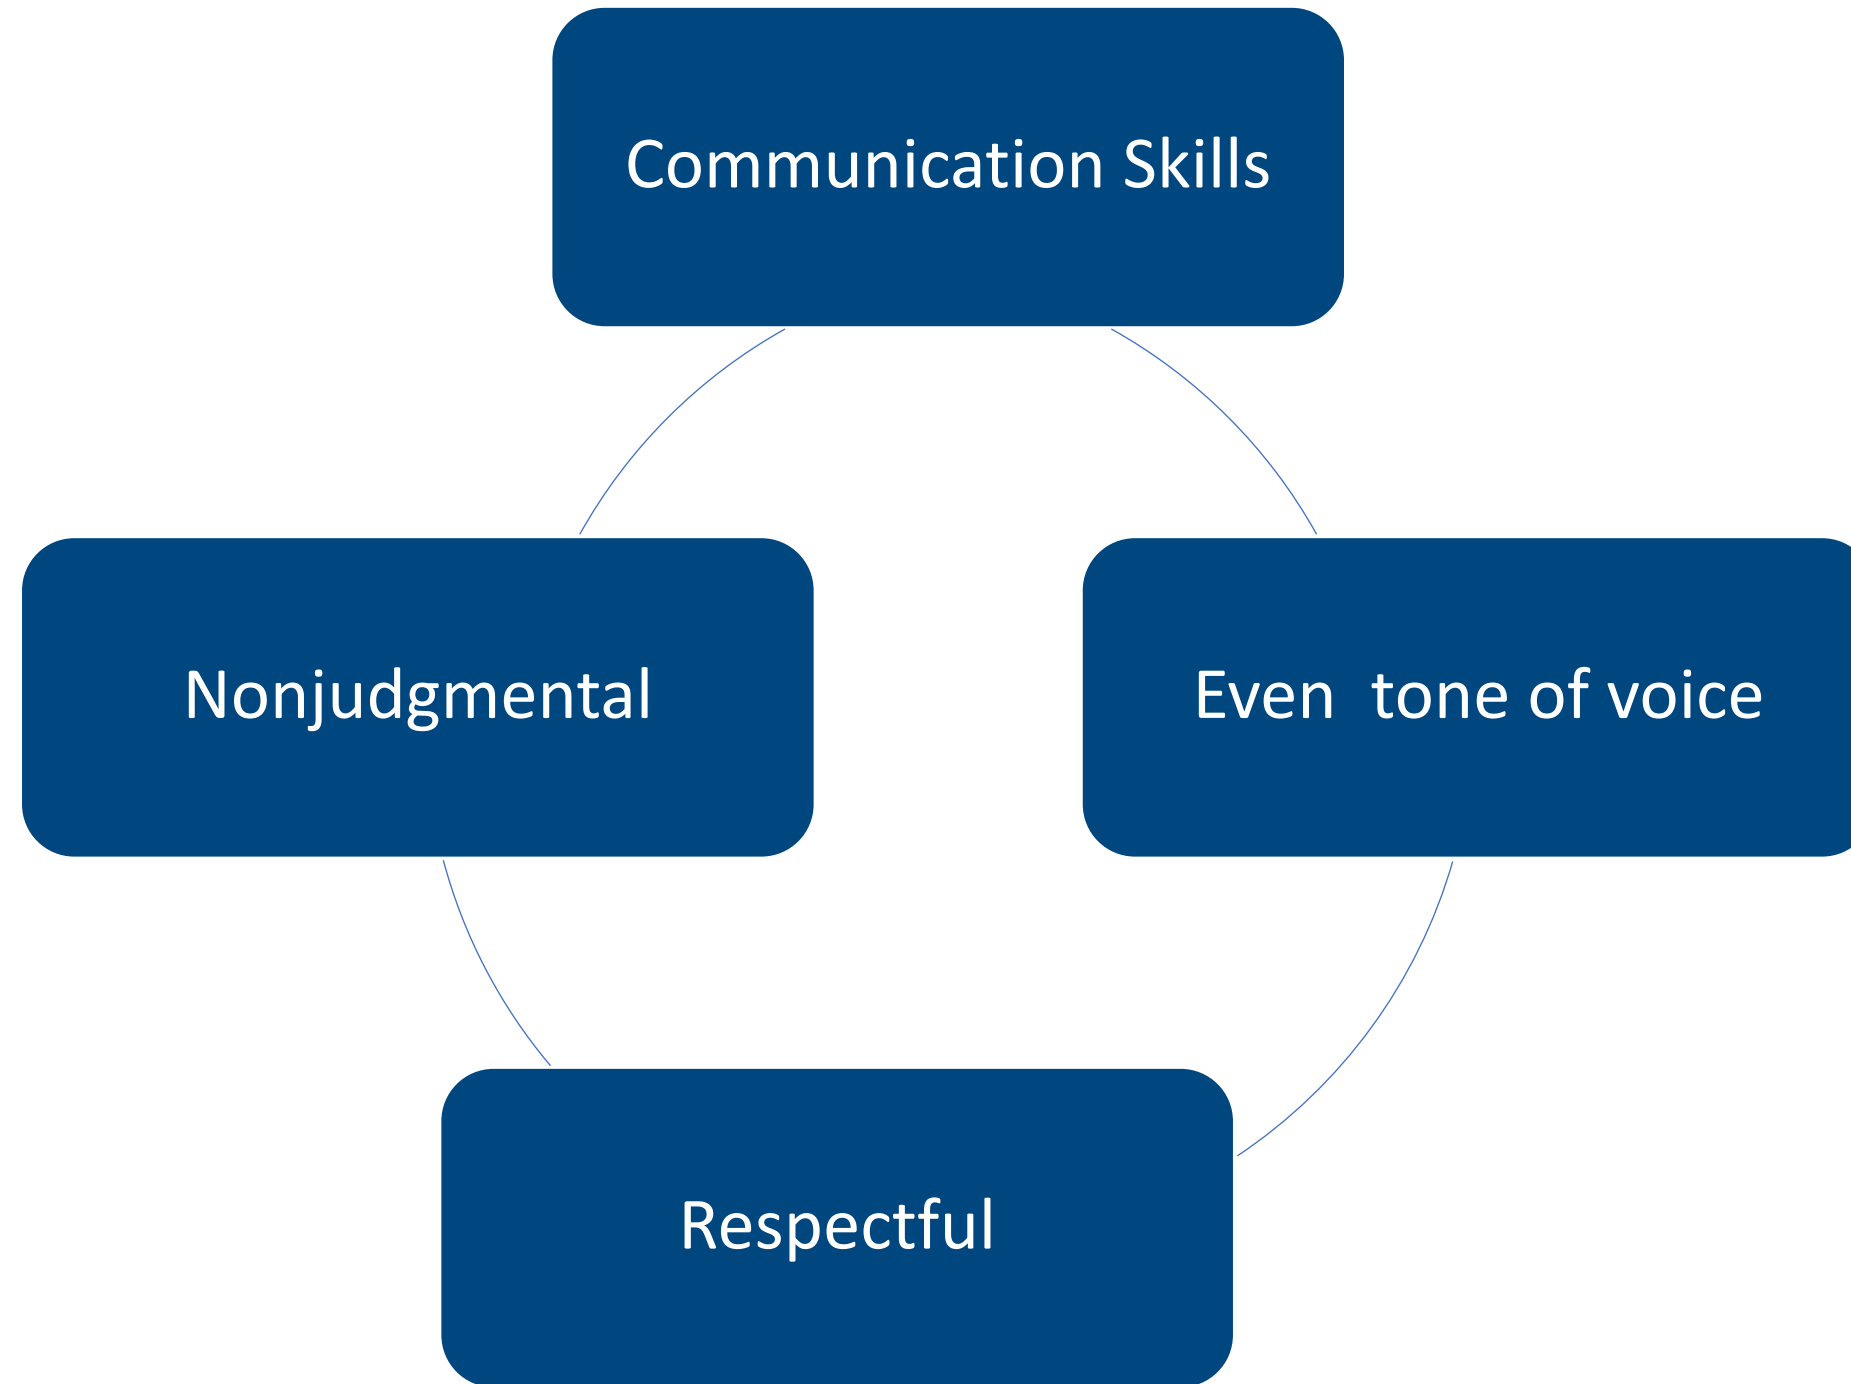 Communication Skills
Nonjudgmental
Even  tone of voice
Respectful